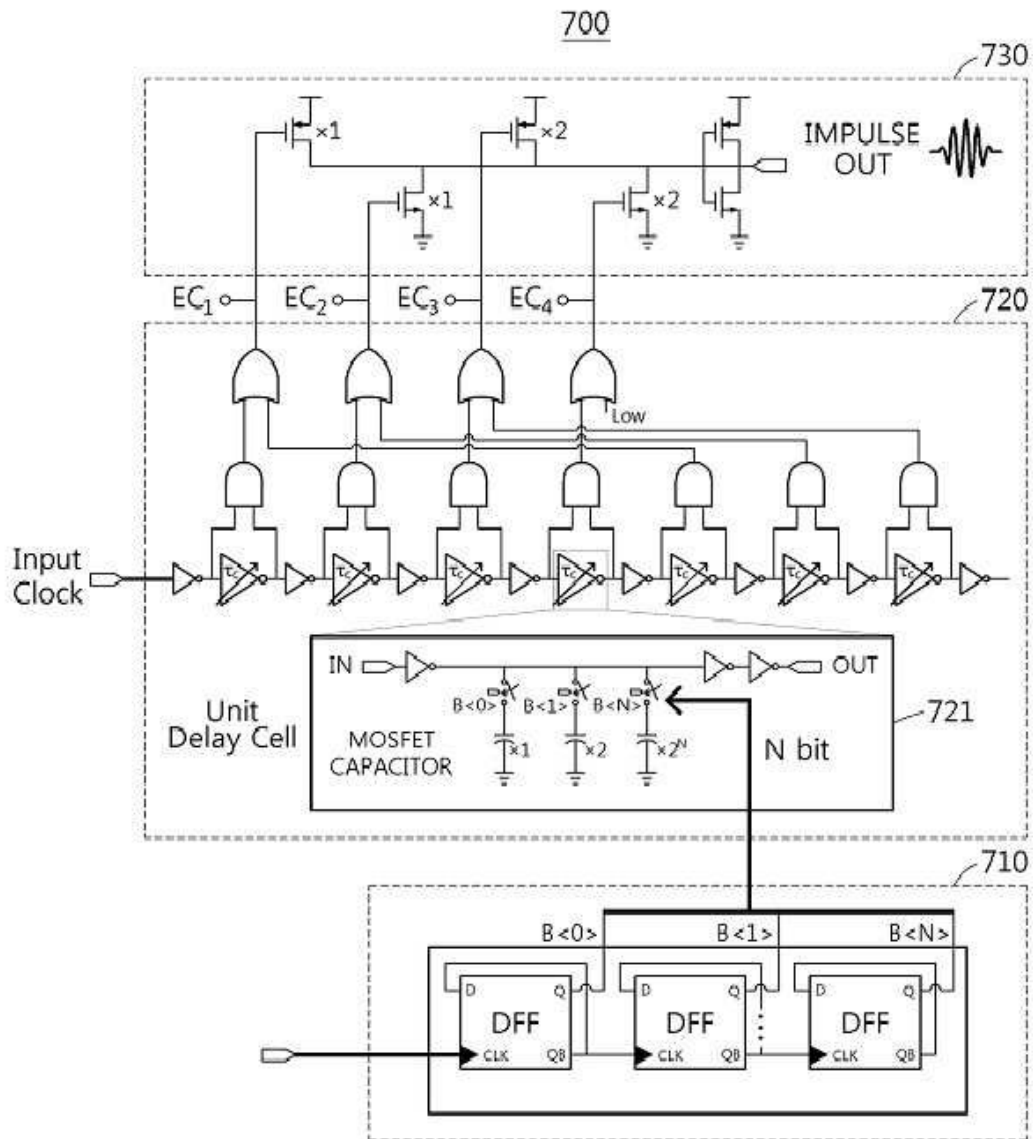 700
730
×1
×2
IMPULSE
OUT
×1
×2
EC1
EC2
EC3
EC4
720
Low
Input
Clock
τc
τc
τc
τc
τc
τc
τc
IN
OUT
B<0>
B<1>
B<N>
721
Unit
Delay Cell
MOSFET
CAPACITOR
×1
×2
×2^N
N bit
710
B<0>
B<1>
B<N>
D
Q
D
Q
D
Q
DFF
DFF
DFF
CLK
QB
CLK
QB
CLK
QB